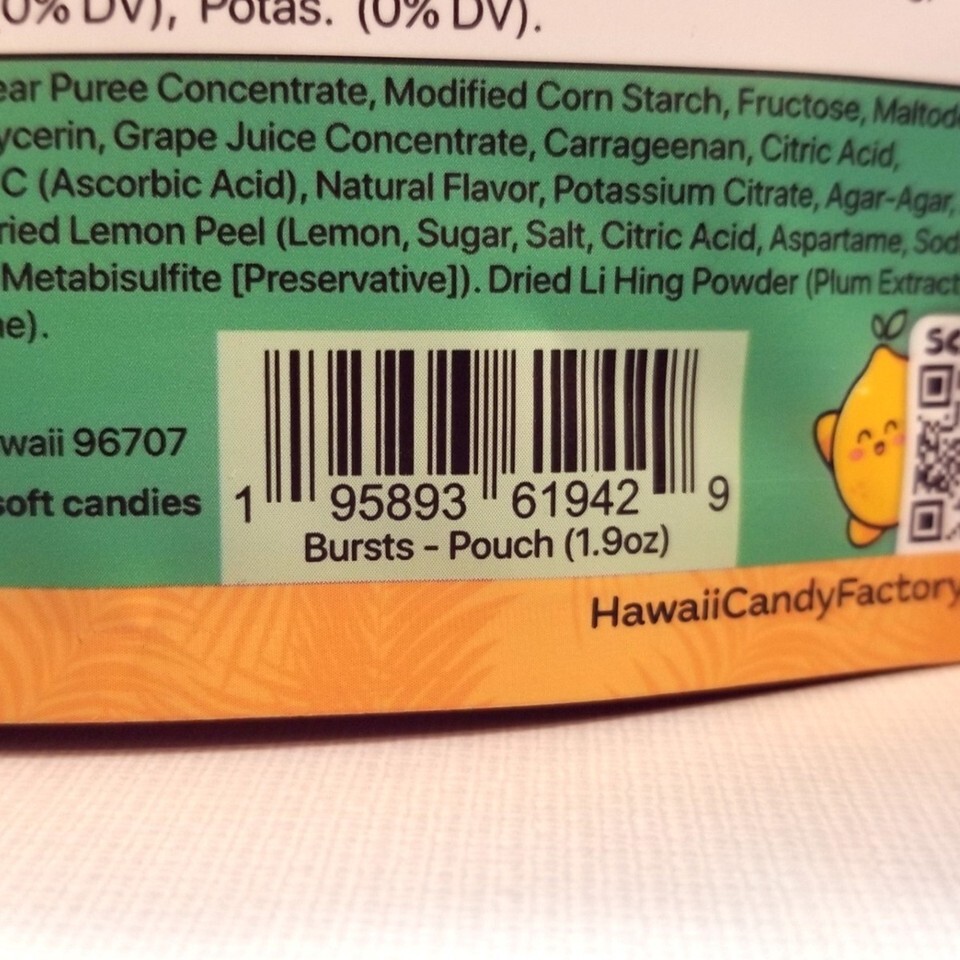 0% DV), Potas. (0% DV).
ear Puree Concentrate, Modified Corn Starch, Fructose, Maltod
ycerin, Grape Juice Concentrate, Carrageenan, Citric Acid,
C (Ascorbic Acid), Natural Flavor, Potassium Citrate, Agar-Agar,
ried Lemon Peel (Lemon, Sugar, Salt, Citric Acid, Aspartame, Sod
Metabisulfite [Preservative]). Dried Li Hing Powder (Plum Extract
ne).
waii 96707
soft candies
1 95893 61942 9
Bursts - Pouch (1.9oz)
SC
HawaiiCandyFactory